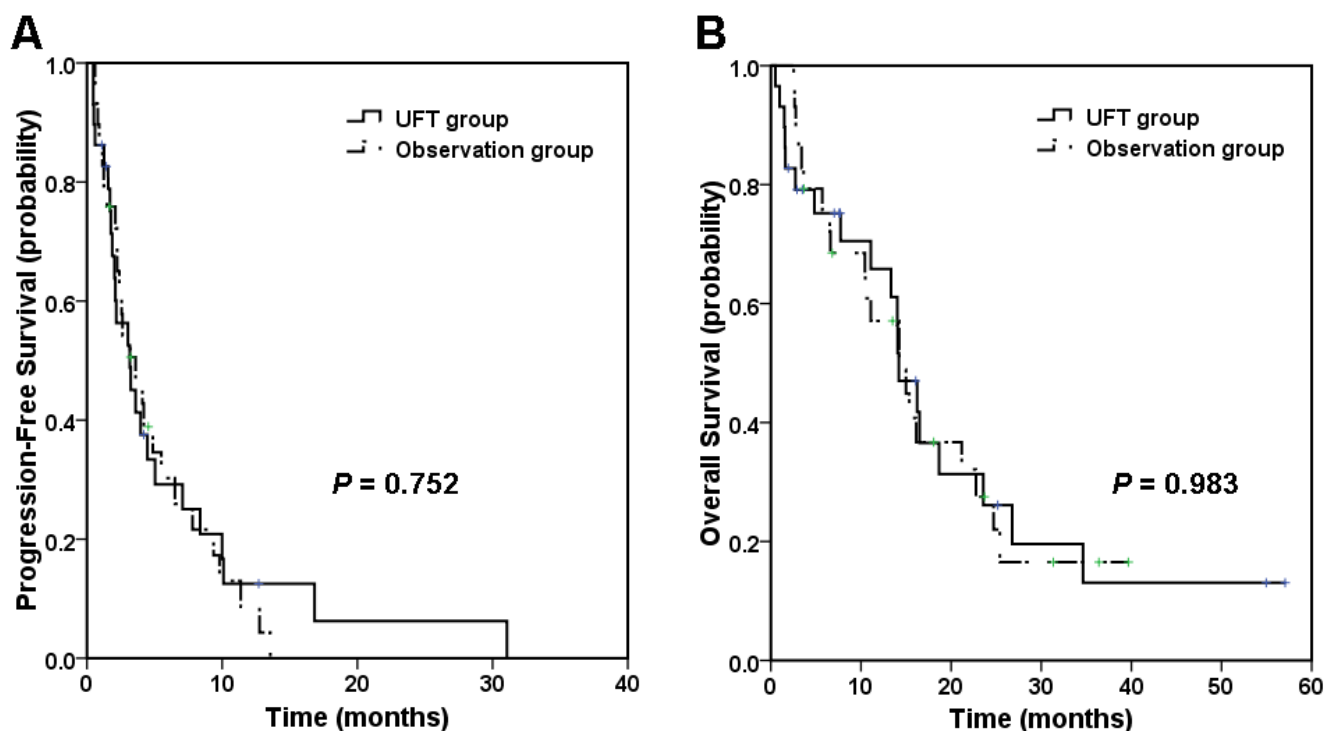 A
Progression-Free Survival (probability)
1.0
0.8
0.6
0.4
0.2
0.0
UFT group
Observation group
P = 0.752
0 10 20 30 40
Time (months)
B
Overall Survival (probability)
1.0
0.8
0.6
0.4
0.2
0.0
UFT group
Observation group
P = 0.983
0 10 20 30 40 50 60
Time (months)